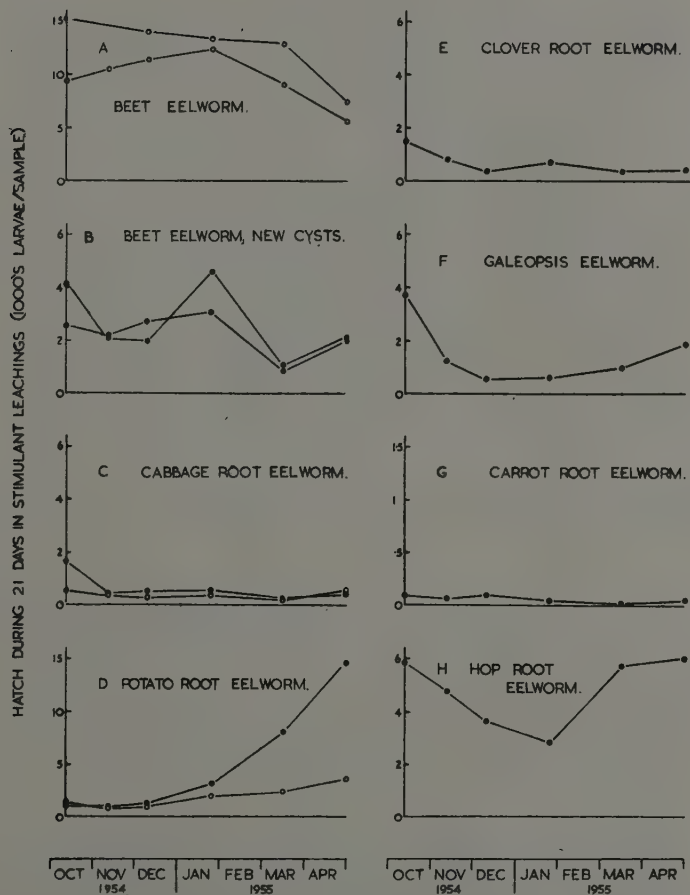 HATCH DURING 21 DAYS IN STIMULANT LEACHINGS (1000'S LARVAE/SAMPLE)
15
10
5
0
A
BEET EELWORM.
6
4
2
0
B BEET EELWORM, NEW CYSTS.
6
4
2
0
C CABBAGE ROOT EELWORM.
15
10
5
0
D POTATO ROOT EELWORM.
OCT NOV DEC JAN FEB MAR APR
1954 1955
6
4
2
0
E CLOVER ROOT EELWORM.
6
4
2
0
F GALEOPSIS EELWORM.
1.5
1
.5
0
G CARROT ROOT EELWORM.
6
4
2
0
H HOP ROOT
EELWORM.
OCT NOV DEC JAN FEB MAR APR
1954 1955